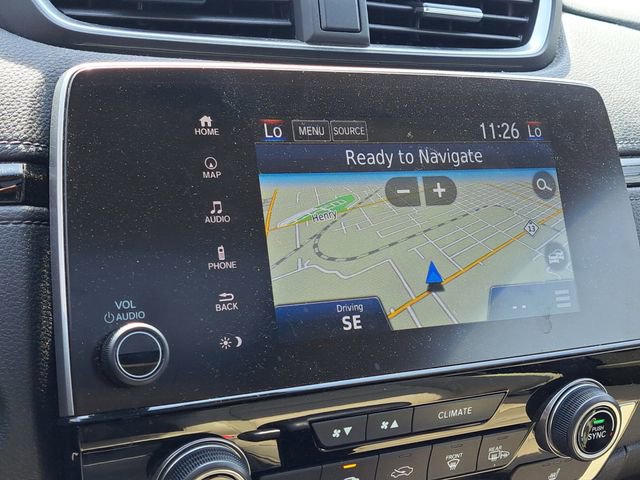 HOME
MAP
AUDIO
PHONE
BACK
VOL
AUDIO
Lo MENU SOURCE 11:26 Lo
Ready to Navigate
Henry
13
Driving
SE
- -
CLIMATE
PUSH
SYNC
FRONT
REAR